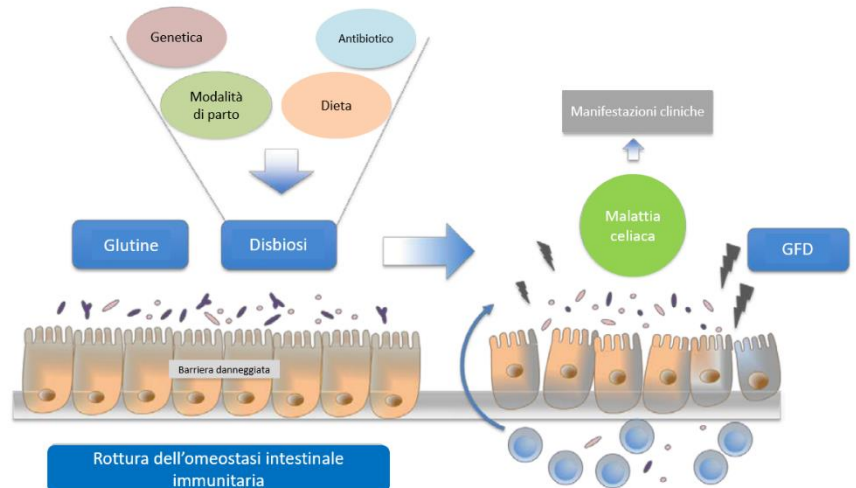 Genetica
Antibiotico
Modalità
di parto
Dieta
Manifestazioni cliniche
Glutine
Disbiosi
Malattia
celiaca
GFD
Barriera danneggiata
Rottura dell’omeostasi intestinale
immunitaria